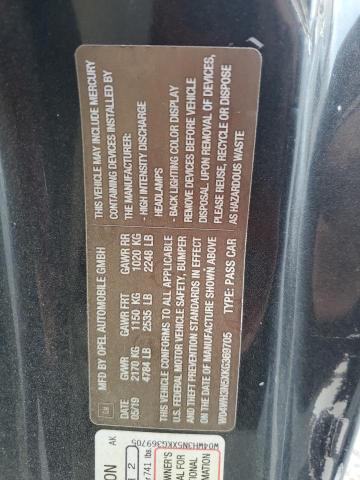 MFD BY OPEL AUTOMOBILE GMBH
05/19 GVWR GAWR FRT GAWR RR
2170 KG 1150 KG 1020 KG
4784 LB 2535 LB 2248 LB
THIS VEHICLE CONFORMS TO ALL APPLICABLE
U.S. FEDERAL MOTOR VEHICLE SAFETY, BUMPER
AND THEFT PREVENTION STANDARDS IN EFFECT
ON THE DATE OF MANUFACTURE SHOWN ABOVE
TYPE: PASS CAR
THIS VEHICLE MAY INCLUDE MERCURY
CONTAINING DEVICES INSTALLED BY
THE MANUFACTURER:
- HIGH INTENSITY DISCHARGE
HEADLAMPS
- BACK LIGHTING COLOR DISPLAY
REMOVE DEVICES BEFORE VEHICLE
DISPOSAL. UPON REMOVAL OF DEVICES,
PLEASE REUSE, RECYCLE OR DISPOSE
AS HAZARDOUS WASTE
AK
741 lbs.